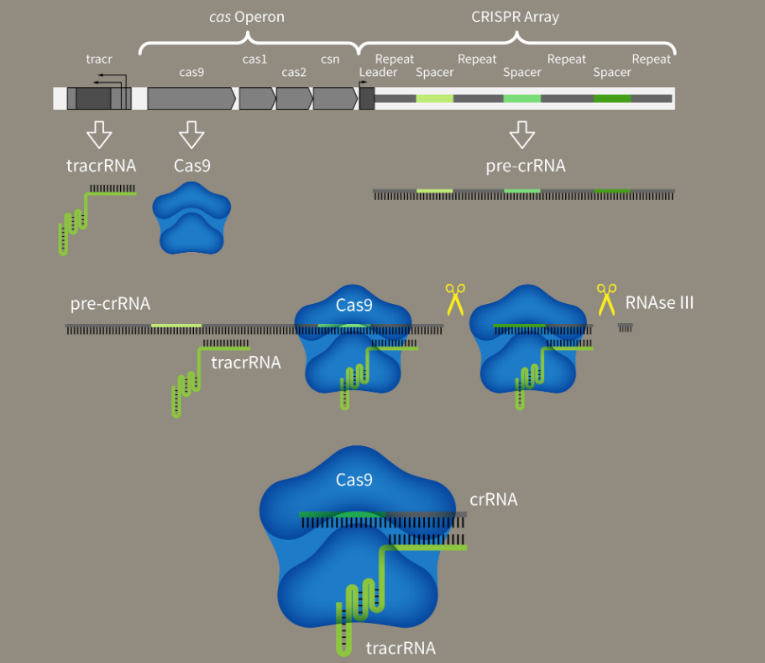 cas Operon
CRISPR Array
tracr
cas9
cas1
cas2
csn
Leader
Repeat
Spacer
Repeat
Spacer
Repeat
Spacer
Repeat
tracrRNA
Cas9
pre-crRNA
pre-crRNA
Cas9
RNAse III
tracrRNA
Cas9
crRNA
tracrRNA